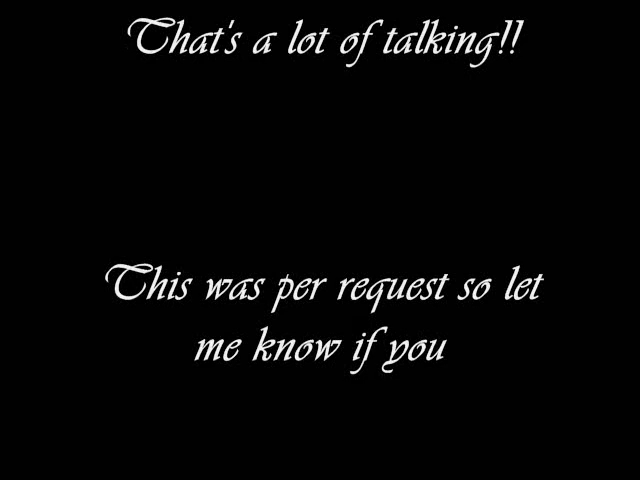 That's a lot of talking!!
This was per request so let
me know if you